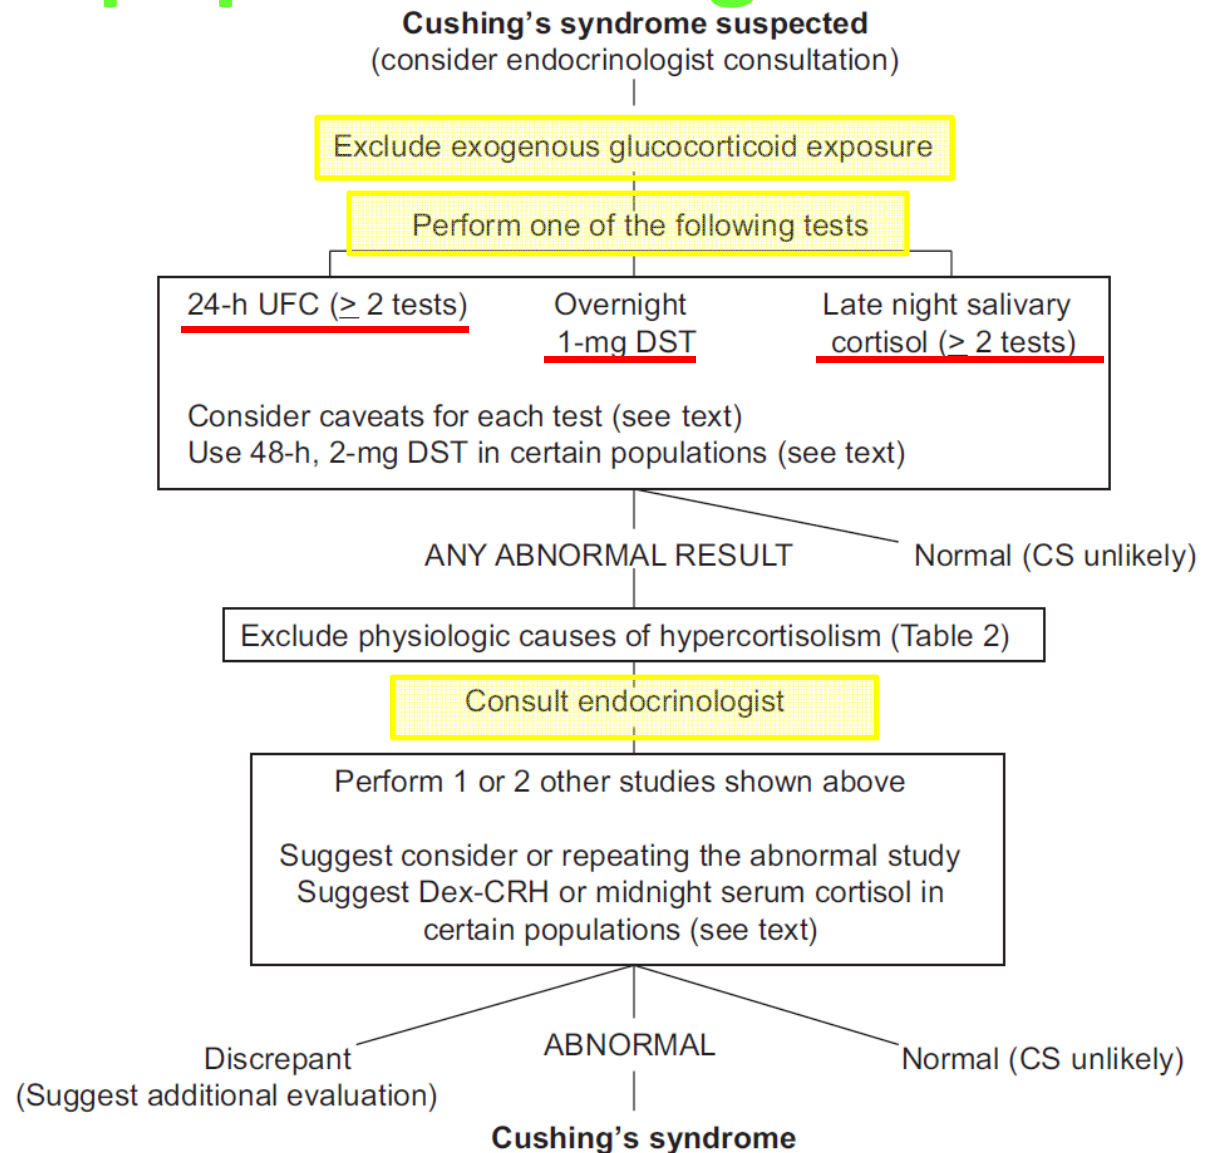 Cushing's syndrome suspected
(consider endocrinologist consultation)
Exclude exogenous glucocorticoid exposure
Perform one of the following tests
24-h UFC (≥ 2 tests)
Overnight
1-mg DST
Late night salivary
cortisol (≥ 2 tests)
Consider caveats for each test (see text)
Use 48-h, 2-mg DST in certain populations (see text)
ANY ABNORMAL RESULT
Normal (CS unlikely)
Exclude physiologic causes of hypercortisolism (Table 2)
Consult endocrinologist
Perform 1 or 2 other studies shown above
Suggest consider or repeating the abnormal study
Suggest Dex-CRH or midnight serum cortisol in
certain populations (see text)
Discrepant
(Suggest additional evaluation)
ABNORMAL
Normal (CS unlikely)
Cushing's syndrome